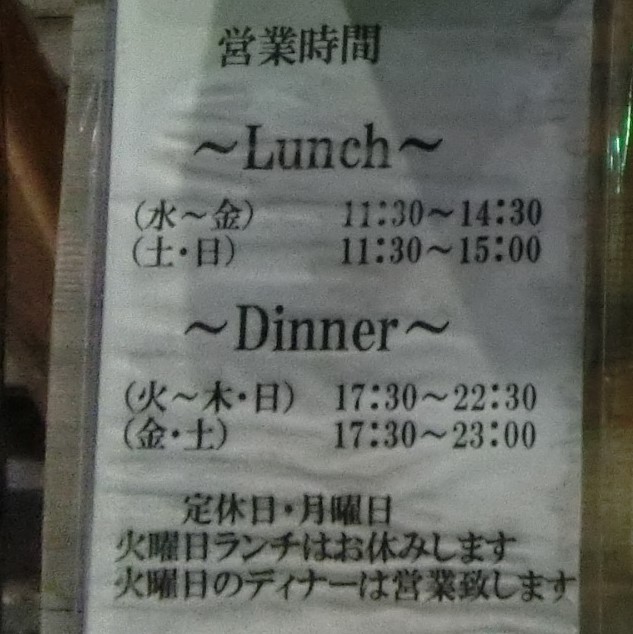 営業時間
～Lunch～
（水～金） 11:30～14:30
（土・日） 11:30～15:00
～Dinner～
（火～木・日） 17:30～22:30
（金・土） 17:30～23:00
定休日・月曜日
火曜日ランチはお休みします
火曜日のディナーは営業致します